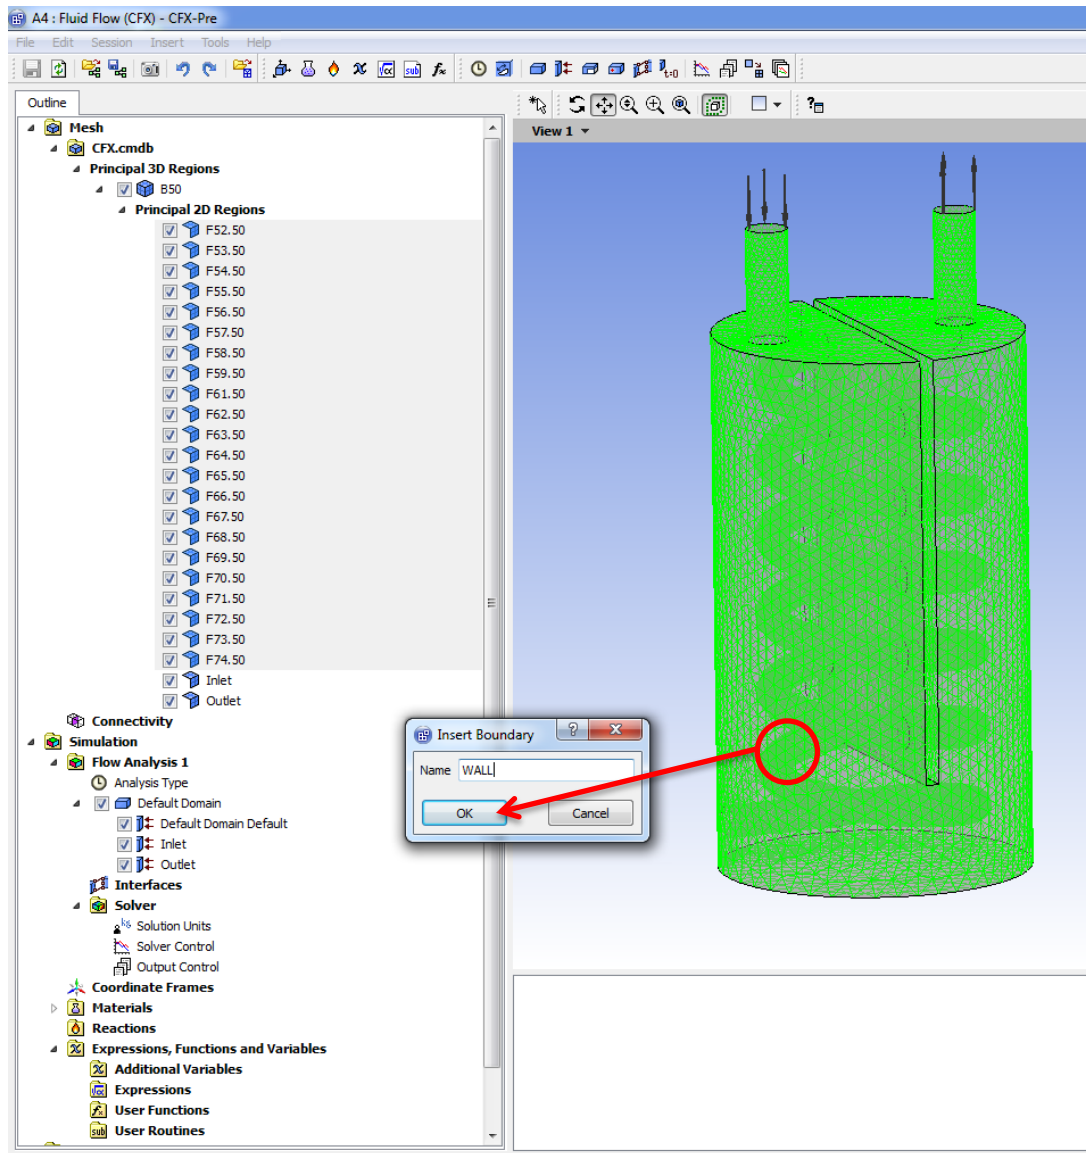 A4 : Fluid Flow (CFX) - CFX-Pre
File Edit Session Insert Tools Help
Outline
View 1
Mesh
CFX.cmdb
Principal 3D Regions
B50
Principal 2D Regions
F52.50
F53.50
F54.50
F55.50
F56.50
F57.50
F58.50
F59.50
F61.50
F62.50
F63.50
F64.50
F65.50
F66.50
F67.50
F68.50
F69.50
F70.50
F71.50
F72.50
F73.50
F74.50
Inlet
Outlet
Connectivity
Simulation
Flow Analysis 1
Analysis Type
Default Domain
Default Domain Default
Inlet
Outlet
Interfaces
Solver
Solution Units
Solver Control
Output Control
Coordinate Frames
Materials
Reactions
Expressions, Functions and Variables
Additional Variables
Expressions
User Functions
User Routines
Insert Boundary
Name WALL
OK Cancel